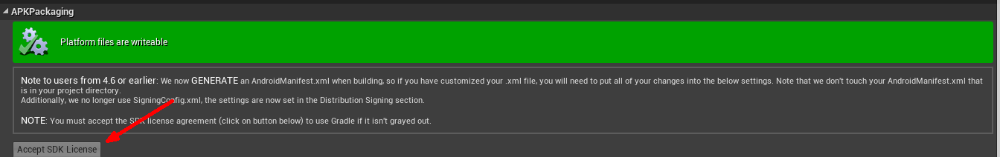 APKPackaging
Platform files are writeable
Note to users from 4.6 or earlier: We now GENERATE an AndroidManifest.xml when building, so if you have customized your .xml file, you will need to put all of your changes into the below settings. Note that we don't touch your AndroidManifest.xml that
is in your project directory.
Additionally, we no longer use SigningConfig.xml, the settings are now set in the Distribution Signing section.
NOTE: You must accept the SDK license agreement (click on button below) to use Gradle if it isn't grayed out.
Accept SDK License